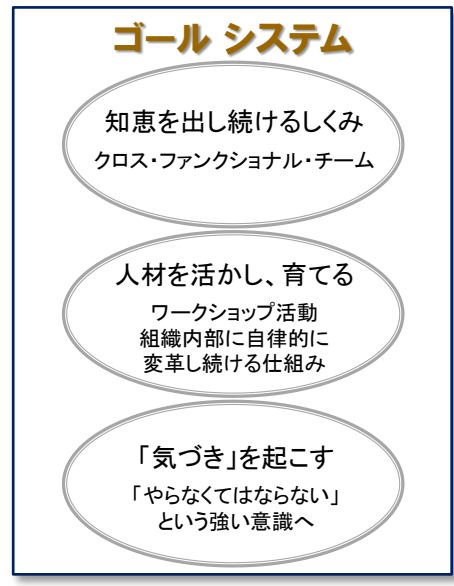 ゴール システム
知恵を出し続けるしくみ
クロス・ファンクショナル・チーム
人材を活かし、育てる
ワークショップ活動
組織内部に自律的に
変革し続ける仕組み
「気づき」を起こす
「やらなくてはならない」
という強い意識へ